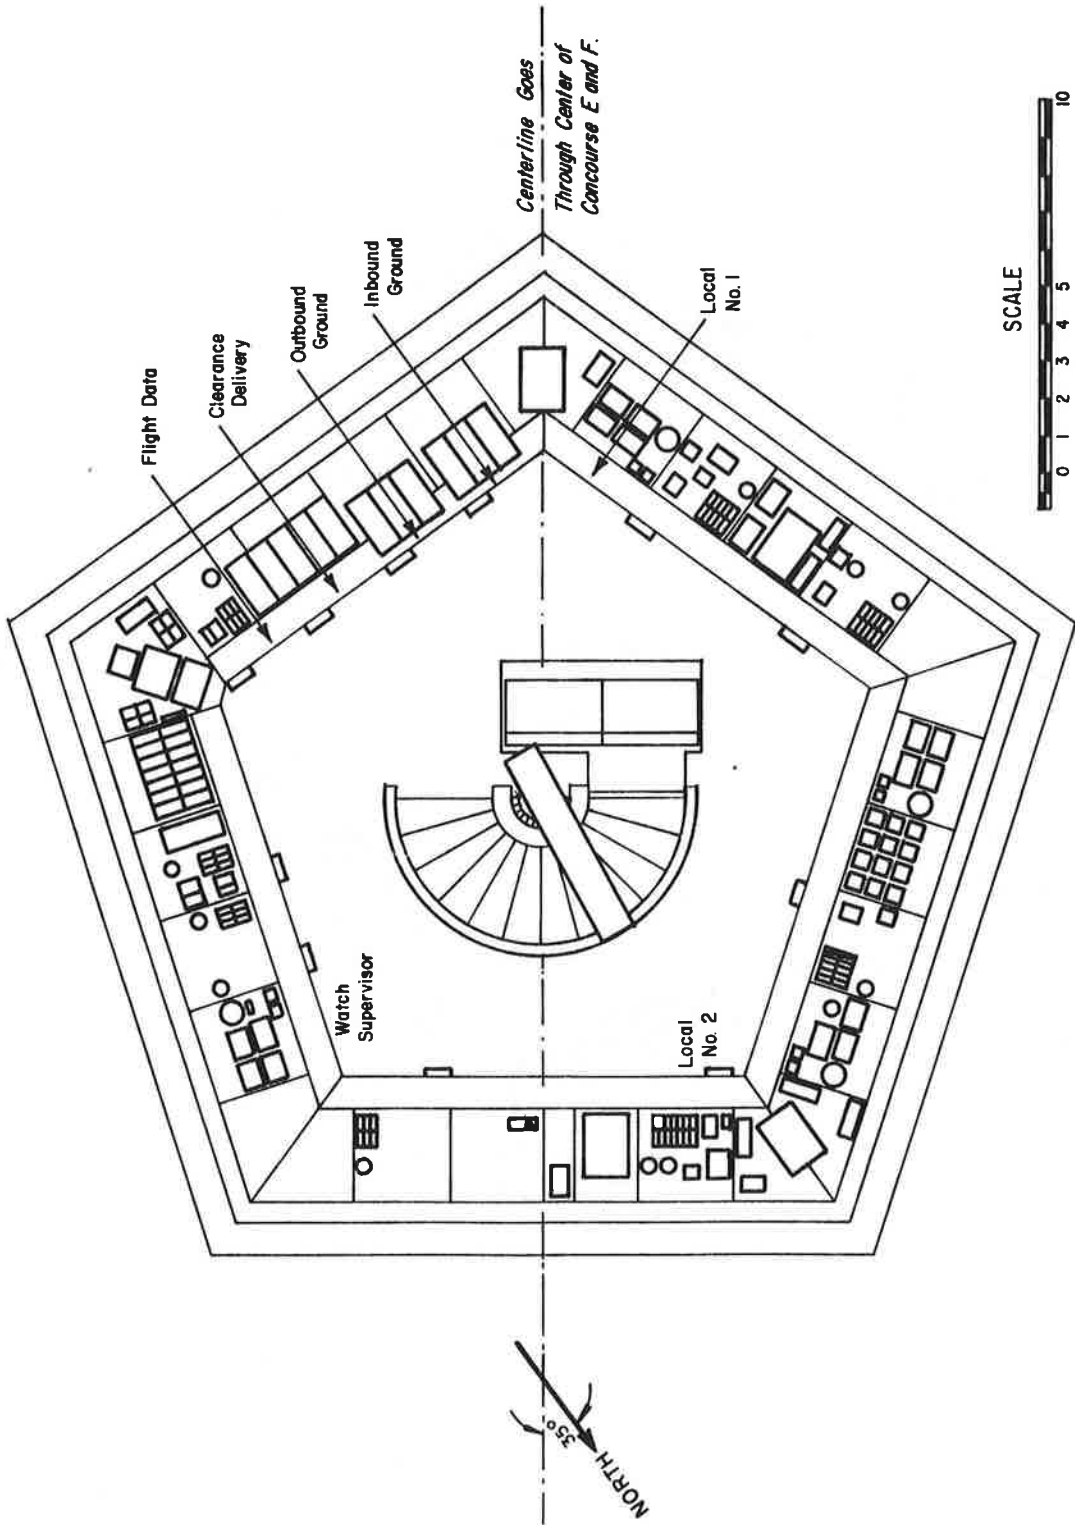 Flight Data
Clearance
Delivery
Outbound
Ground
Inbound
Ground
Centerline Goes
Through Center of
Concourse E and F.
Local
No. 1
Watch
Supervisor
Local
No. 2
SCALE
0 1 2 3 4 5 10
35°
NORTH